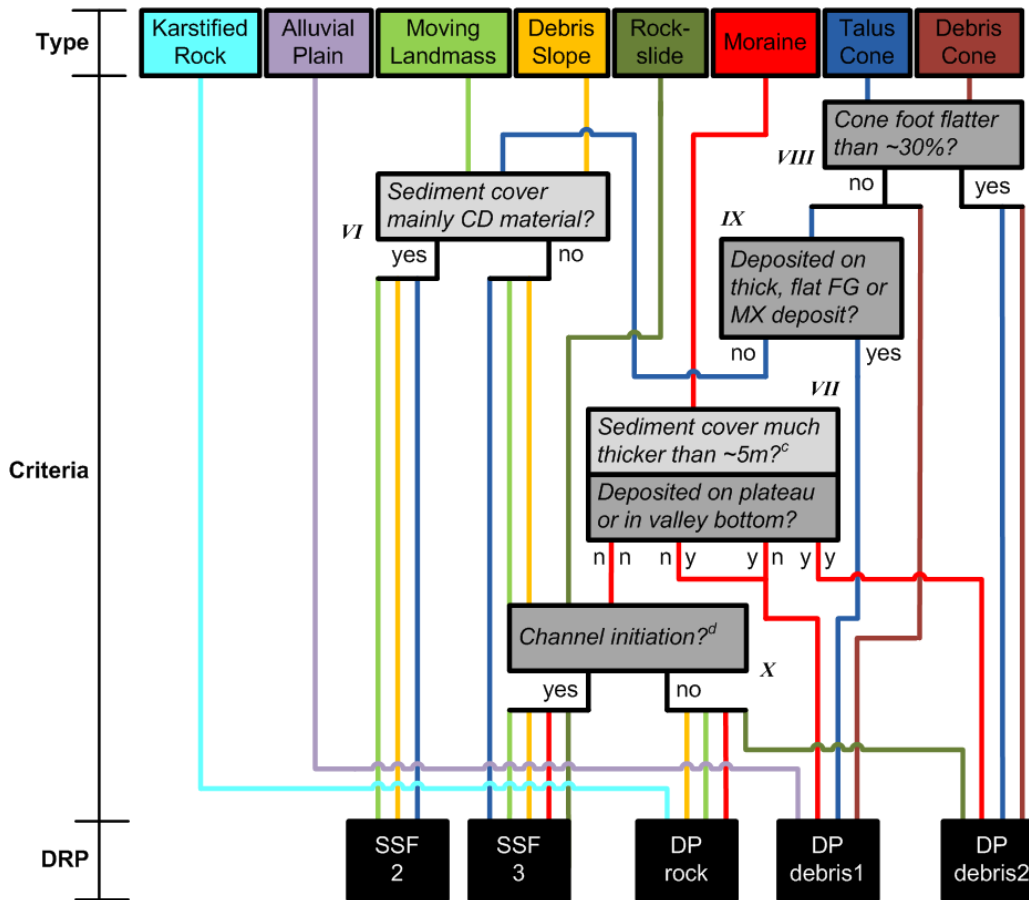 Type
Karstified
Rock
Alluvial
Plain
Moving
Landmass
Debris
Slope
Rock-
slide
Moraine
Talus
Cone
Debris
Cone
Cone foot flatter
than ~30%?
VIII
no
yes
Sediment cover
mainly CD material?
VI
yes
no
IX
Deposited on
thick, flat FG or
MX deposit?
no
yes
VII
Criteria
Sediment cover much
thicker than ~5m?c
Deposited on plateau
or in valley bottom?
n n n y y n y y
Channel initiation?d
X
yes
no
DRP
SSF
2
SSF
3
DP
rock
DP
debris1
DP
debris2